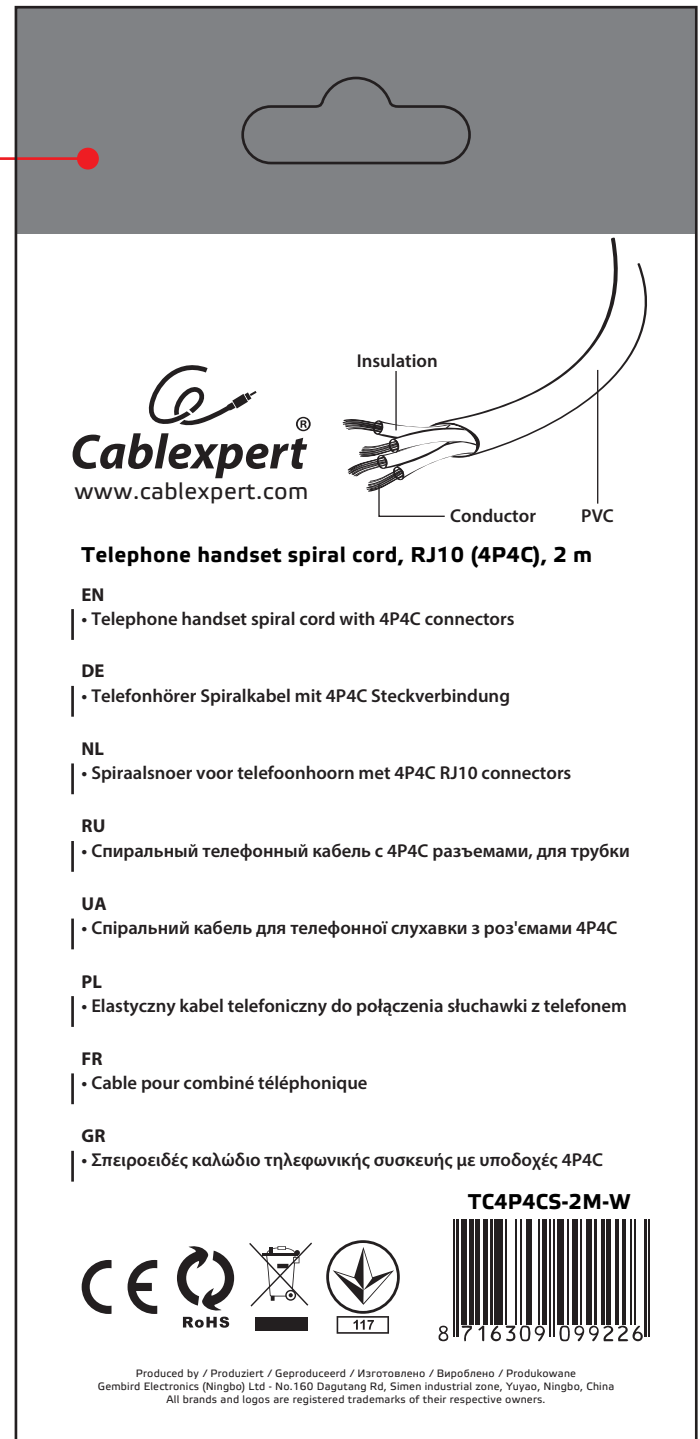 Insulation
Cablexpert®
www.cablexpert.com
Conductor PVC
Telephone handset spiral cord, RJ10 (4P4C), 2 m
EN
• Telephone handset spiral cord with 4P4C connectors
DE
• Telefonhörer Spiralkabel mit 4P4C Steckverbindung
NL
• Spiraalsnoer voor telefoonhoorn met 4P4C RJ10 connectors
RU
• Спиральный телефонный кабель с 4P4C разъемами, для трубки
UA
• Спіральний кабель для телефонної слухавки з роз'ємами 4P4C
PL
• Elastyczny kabel telefoniczny do połączenia słuchawki z telefonem
FR
• Cable pour combiné téléphonique
GR
• Σπειροειδές καλώδιο τηλεφωνικής συσκευής με υποδοχές 4P4C
TC4P4CS-2M-W
CE
RoHS
117
8 716309 099226
Produced by / Produziert / Geproduceerd / Изготовлено / Вироблено / Produkowane
Gembird Electronics (Ningbo) Ltd - No.160 Dagutang Rd, Simen industrial zone, Yuyao, Ningbo, China
All brands and logos are registered trademarks of their respective owners.